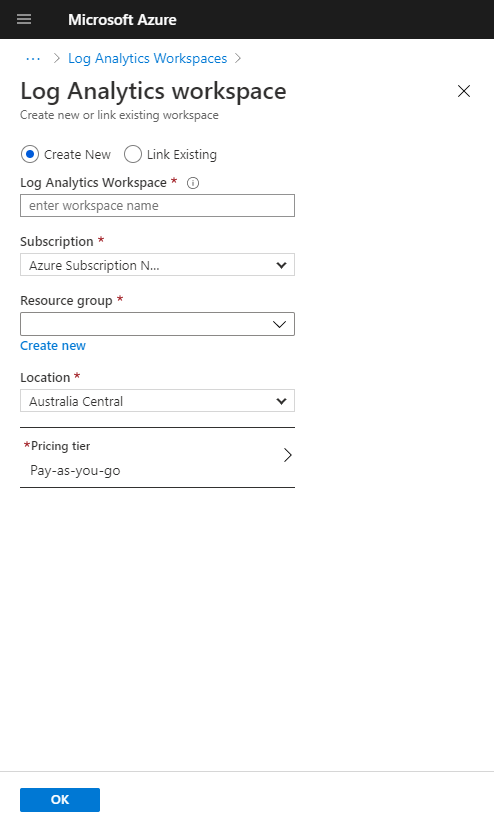 Microsoft Azure
... > Log Analytics Workspaces >
Log Analytics workspace
Create new or link existing workspace
Create New Link Existing
Log Analytics Workspace *
enter workspace name
Subscription *
Azure Subscription N...
Resource group *
Create new
Location *
Australia Central
*Pricing tier
Pay-as-you-go
OK